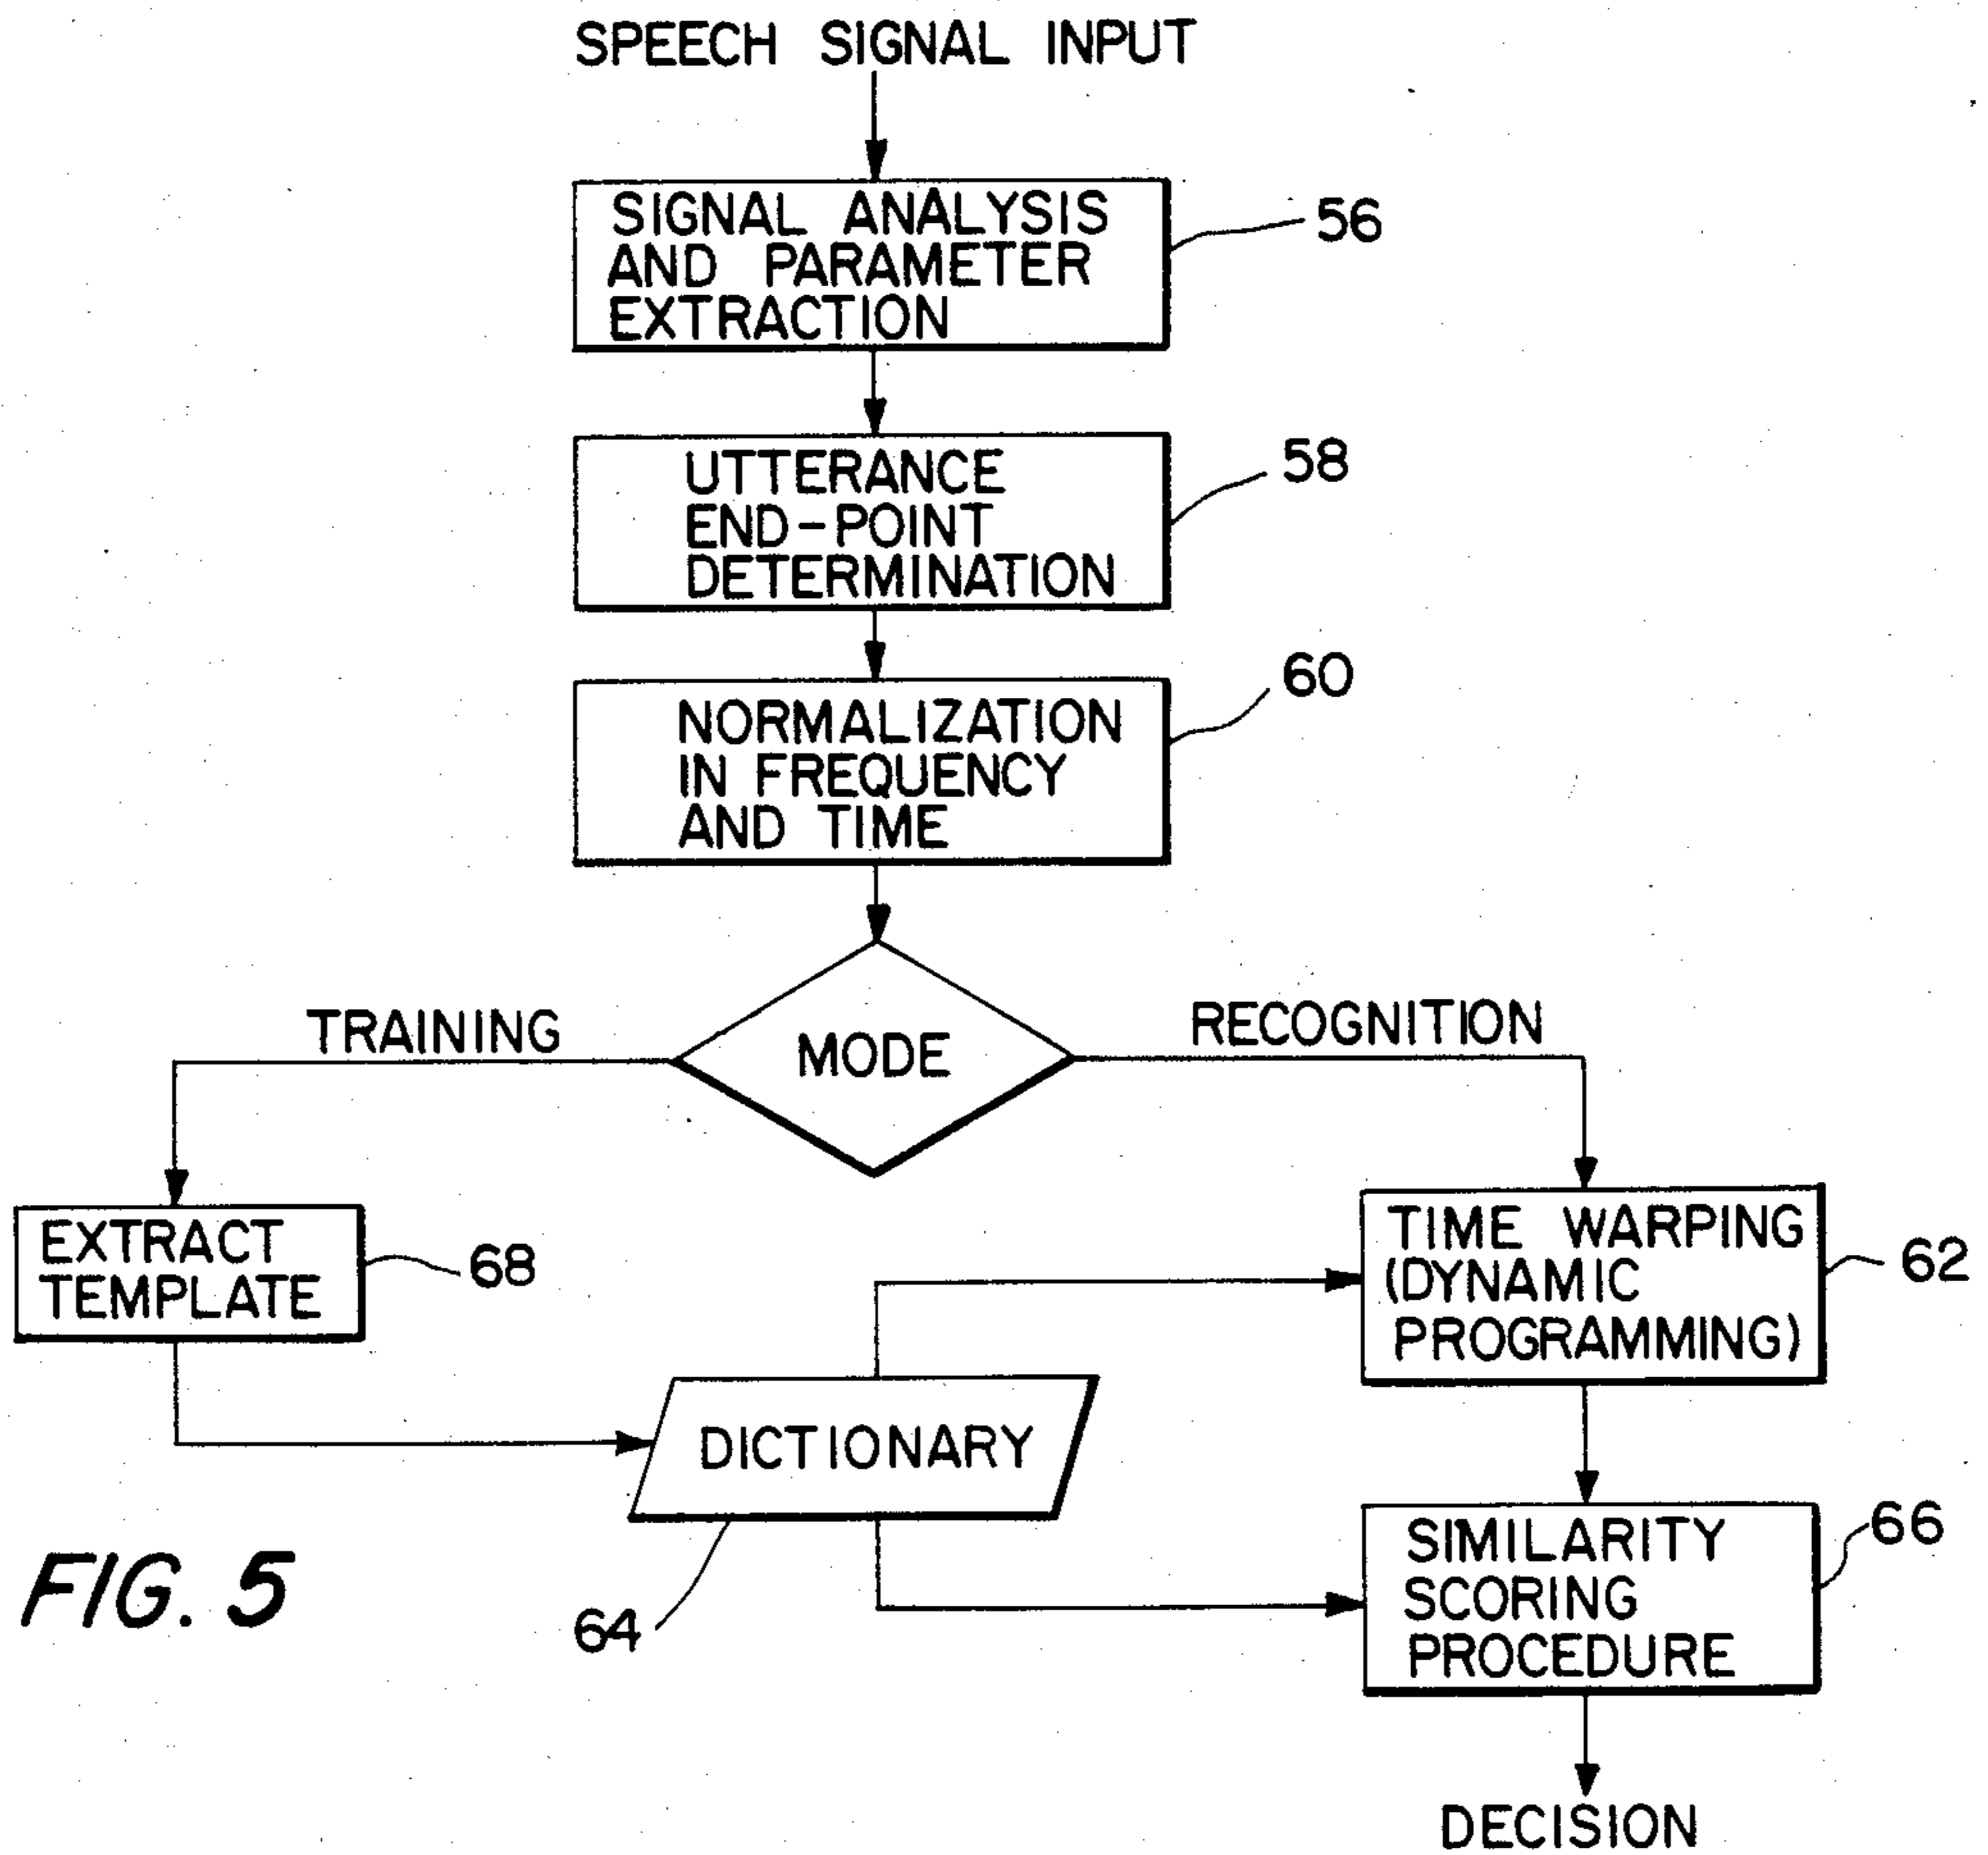 SPEECH SIGNAL INPUT
SIGNAL ANALYSIS
AND PARAMETER
EXTRACTION
56
UTTERANCE
END-POINT
DETERMINATION
58
NORMALIZATION
IN FREQUENCY
AND TIME
60
MODE
TRAINING
RECOGNITION
EXTRACT
TEMPLATE
68
TIME WARPING
(DYNAMIC
PROGRAMMING)
62
DICTIONARY
64
SIMILARITY
SCORING
PROCEDURE
66
DECISION
FIG. 5